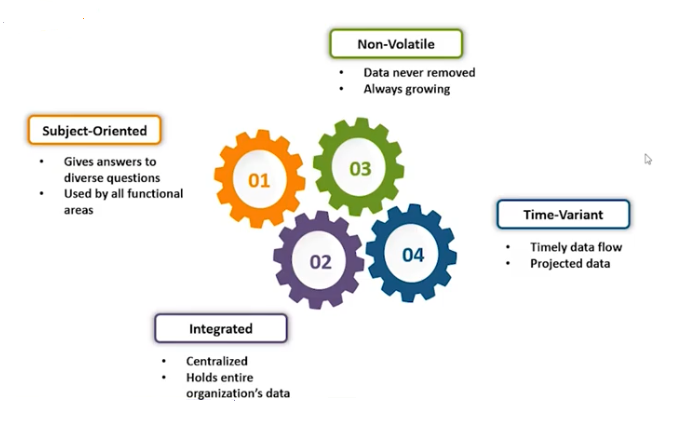 Non-Volatile
• Data never removed
• Always growing
Subject-Oriented
• Gives answers to
diverse questions
• Used by all functional
areas
01
03
02
04
Time-Variant
• Timely data flow
• Projected data
Integrated
• Centralized
• Holds entire
organization's data